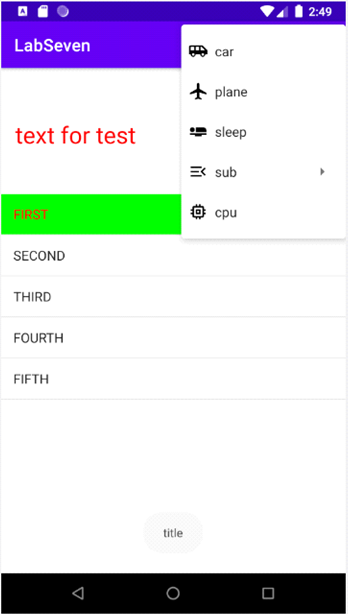 2:49
LabSeven
car
plane
text for test
sleep
sub
FIRST
cpu
SECOND
THIRD
FOURTH
FIFTH
title